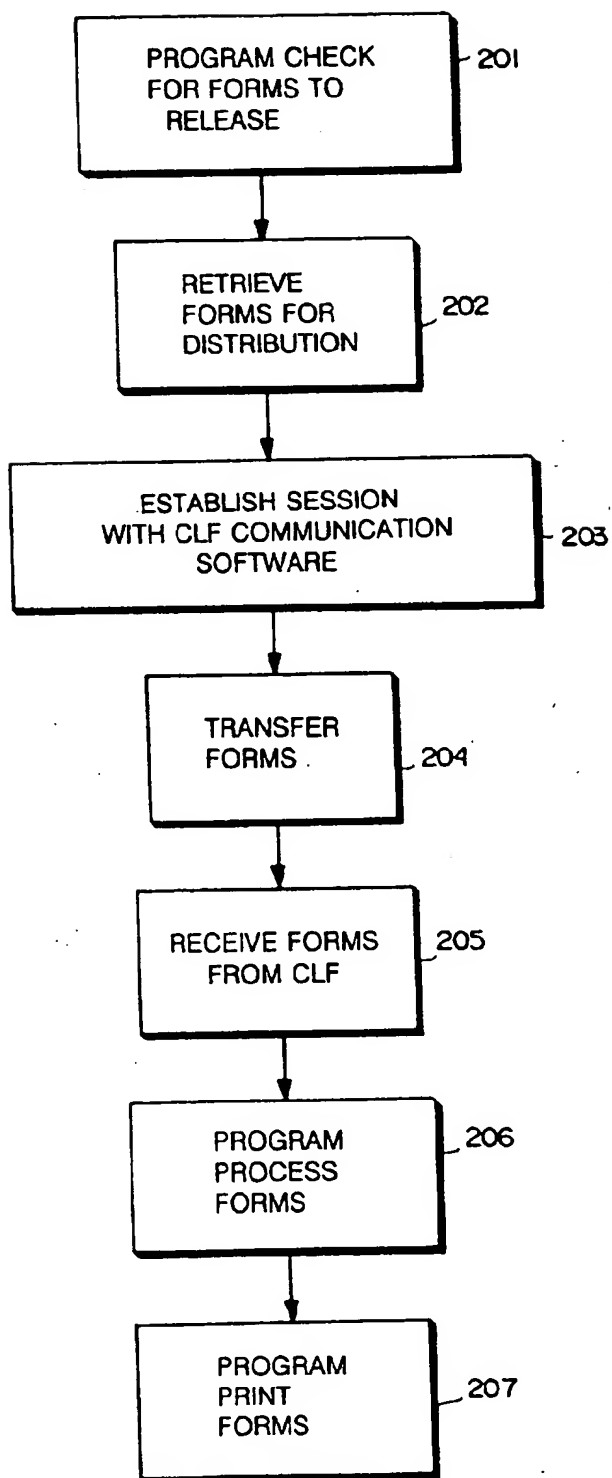 PROGRAM CHECK
FOR FORMS TO
RELEASE
201
RETRIEVE
FORMS FOR
DISTRIBUTION
202
ESTABLISH SESSION
WITH CLF COMMUNICATION
SOFTWARE
203
TRANSFER
FORMS
204
RECEIVE FORMS
FROM CLF
205
PROGRAM
PROCESS
FORMS
206
PROGRAM
PRINT
FORMS
207